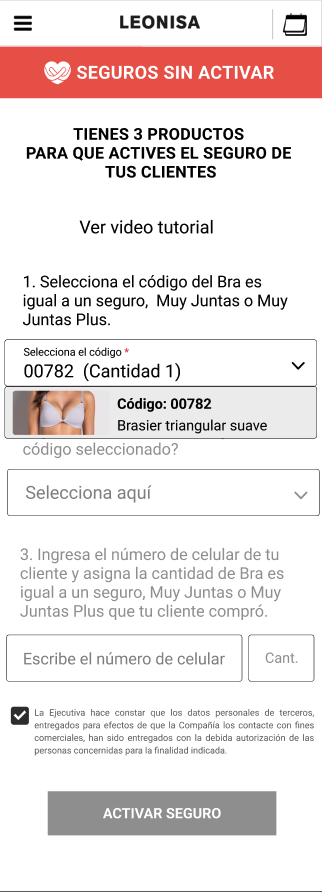 LEONISA
SEGUROS SIN ACTIVAR
TIENES 3 PRODUCTOS
PARA QUE ACTIVES EL SEGURO DE
TUS CLIENTES
Ver video tutorial
1. Selecciona el código del Bra es
igual a un seguro, Muy Juntas o Muy
Juntas Plus.
Selecciona el código *
00782 (Cantidad 1)
Código: 00782
Brasier triangular suave
código seleccionado?
Selecciona aquí
3. Ingresa el número de celular de tu
cliente y asigna la cantidad de Bra es
igual a un seguro, Muy Juntas o Muy
Juntas Plus que tu cliente compró.
Escribe el número de celular
Cant.
La Ejecutiva hace constar que los datos personales de terceros,
entregados para efectos de que la Compañía los contacte con fines
comerciales, han sido entregados con la debida autorización de las
personas concernidas para la finalidad indicada.
ACTIVAR SEGURO